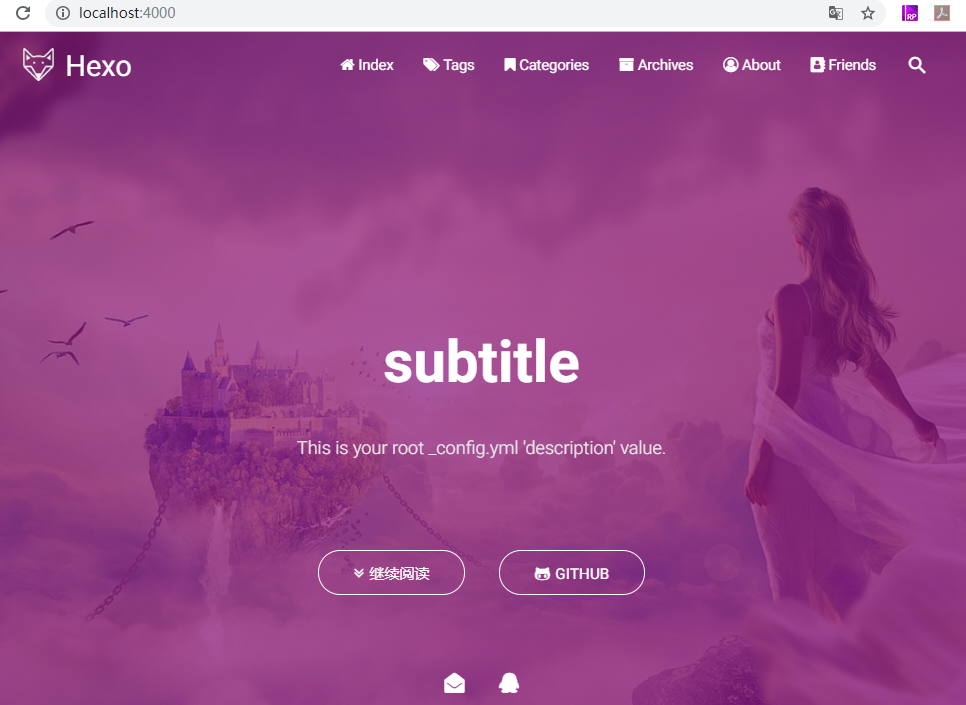 localhost:4000
RP
Hexo
Index Tags Categories Archives About Friends
subtitle
This is your root _config.yml 'description' value.
继续阅读 GITHUB